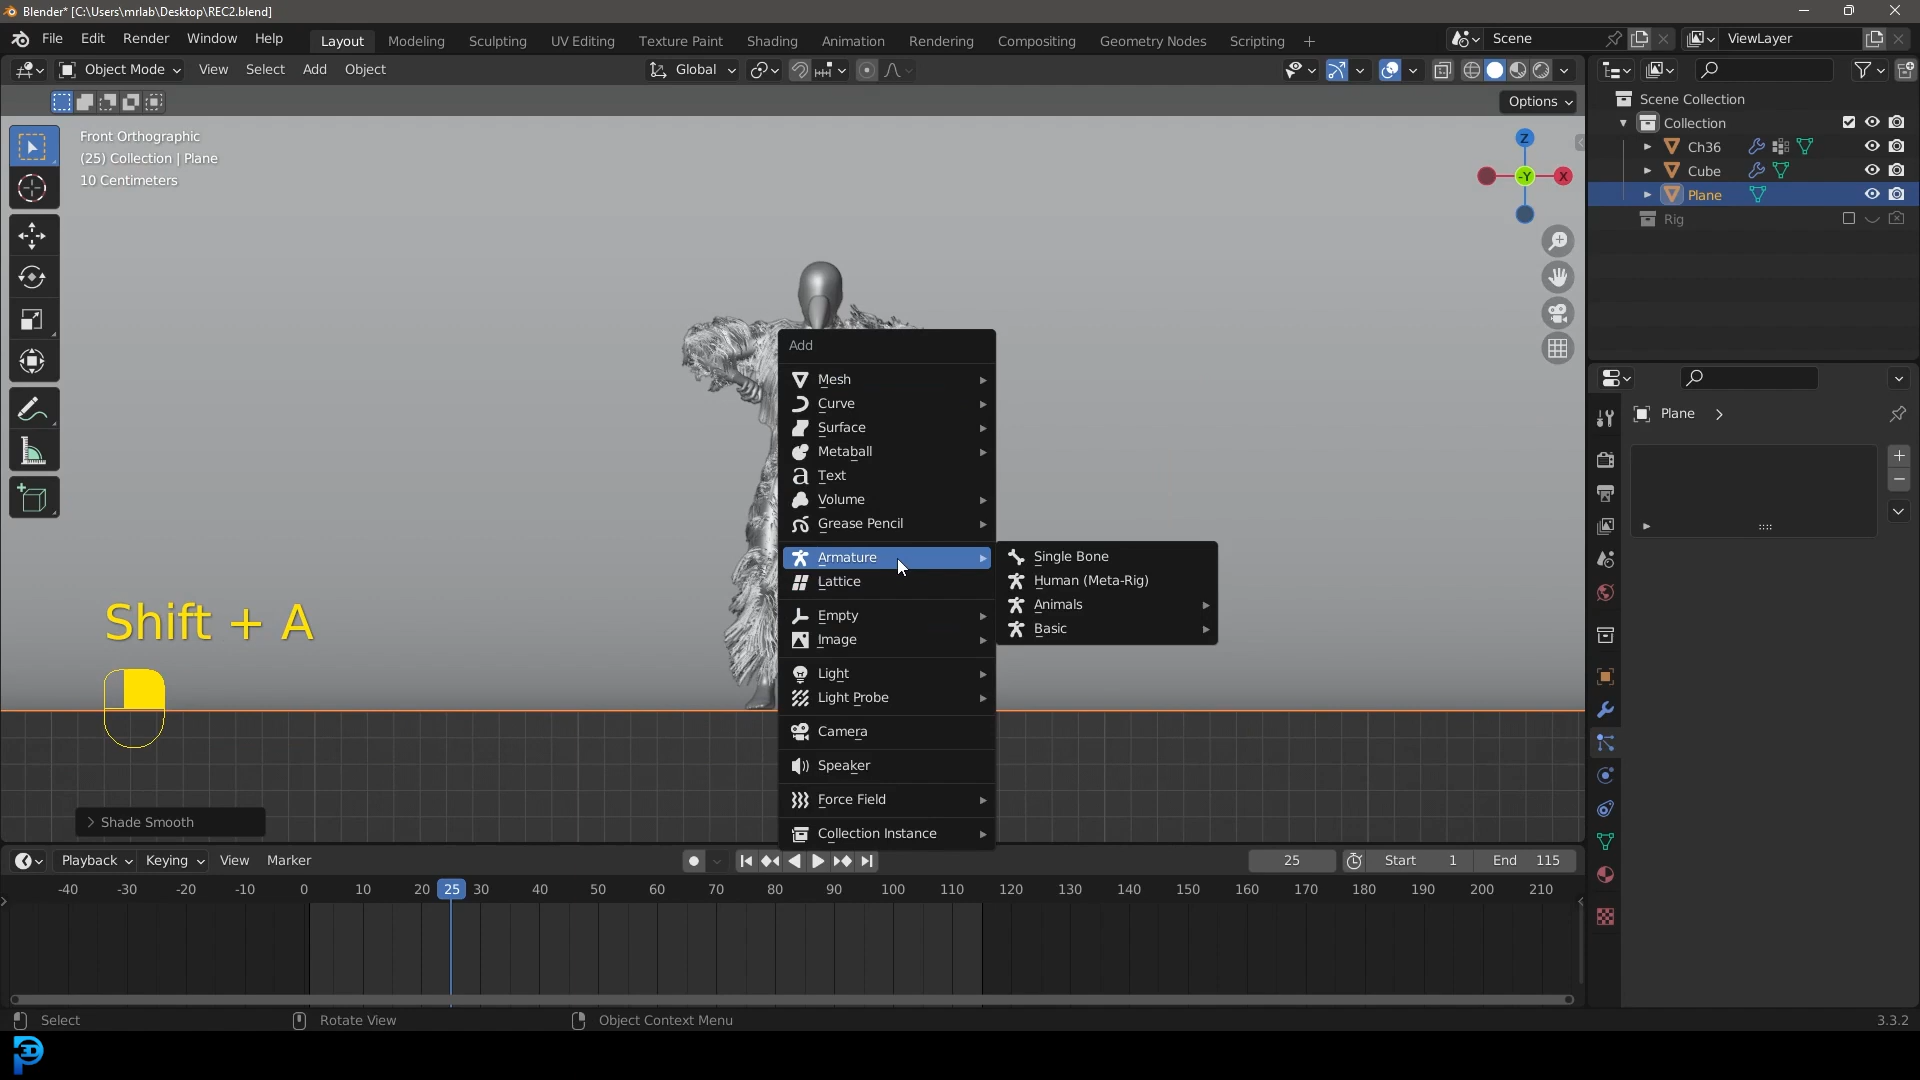 Blender* [C:\Users\mrlab\Desktop\REC2.blend]
File Edit Render Window Help Layout Modeling Sculpting UV Editing Texture Paint Shading Animation Rendering Compositing Geometry Nodes Scripting + Scene ViewLayer
Object Mode View Select Add Object Global
Options
Front Orthographic
(25) Collection | Plane
10 Centimeters
Z
-Y
X
Scene Collection
Collection
Ch36
Cube
Plane
Rig
Plane
Add
Mesh
Curve
Surface
Metaball
Text
Volume
Grease Pencil
Armature
Lattice
Empty
Image
Light
Light Probe
Camera
Speaker
Force Field
Collection Instance
Single Bone
Human (Meta-Rig)
Animals
Basic
Shift + A
Shade Smooth
Playback Keying View Marker 25 Start 1 End 115
-40 -30 -20 -10 0 10 20 25 30 40 50 60 70 80 90 100 110 120 130 140 150 160 170 180 190 200 210
Select Rotate View Object Context Menu 3.3.2
3D